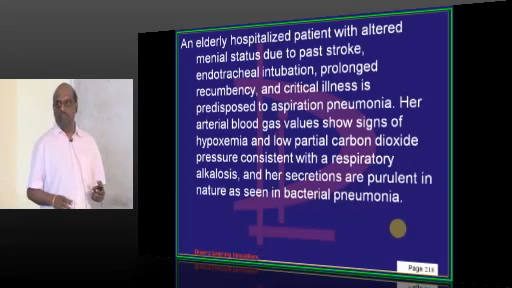 An elderly hospitalized patient with altered
menial status due to past stroke,
endotracheal intubation, prolonged
recumbency, and critical illness is
predisposed to aspiration pneumonia. Her
arterial blood gas values show signs of
hypoxemia and low partial carbon dioxide
pressure consistent with a respiratory
alkalosis, and her secretions are purulent in
nature as seen in bacterial pneumonia.
Page 218